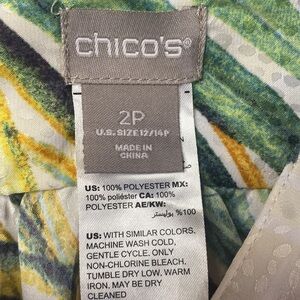 chico's®
2P
U.S. SIZE 12/14P
MADE IN
CHINA
US: 100% POLYESTER MX:
100% poliéster CA: 100%
POLYESTER AE/KW:
100% بوليستر
US: WITH SIMILAR COLORS.
MACHINE WASH COLD,
GENTLE CYCLE. ONLY
NON-CHLORINE BLEACH.
TUMBLE DRY LOW. WARM
IRON. MAY BE DRY
CLEANED